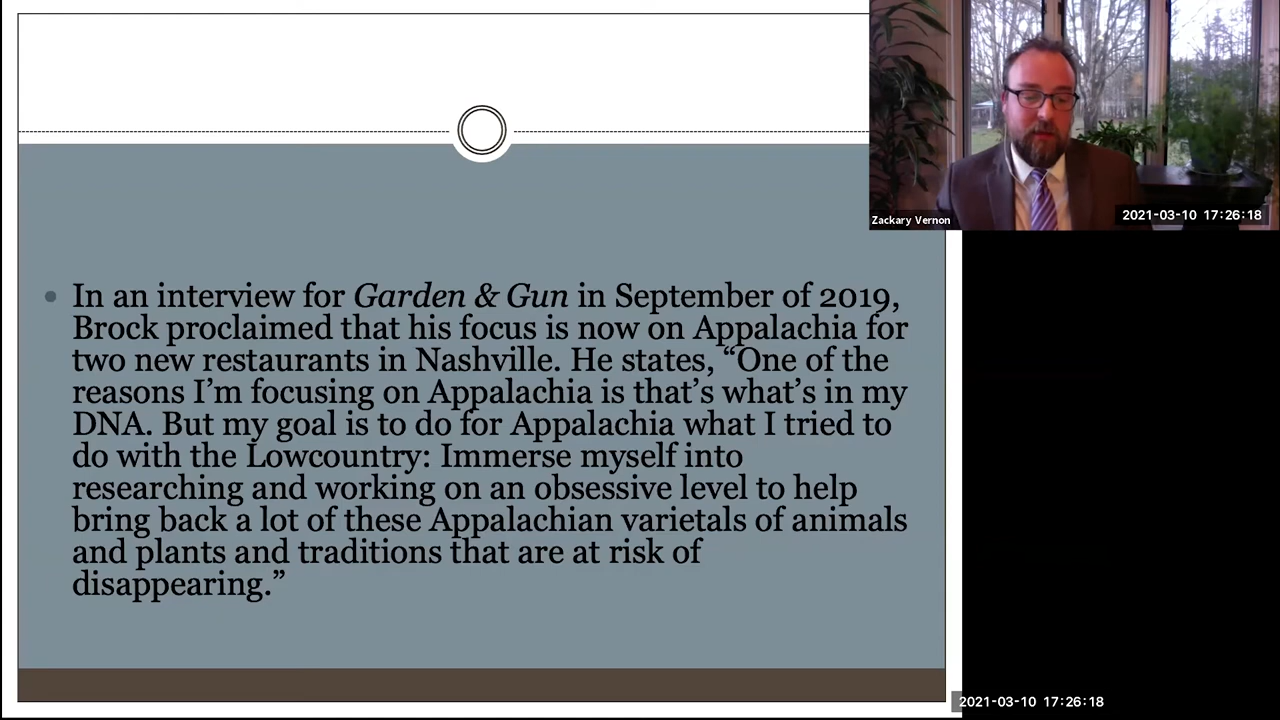 In an interview for Garden & Gun in September of 2019,
Brock proclaimed that his focus is now on Appalachia for
two new restaurants in Nashville. He states, “One of the
reasons I’m focusing on Appalachia is that’s what’s in my
DNA. But my goal is to do for Appalachia what I tried to
do with the Lowcountry: Immerse myself into
researching and working on an obsessive level to help
bring back a lot of these Appalachian varietals of animals
and plants and traditions that are at risk of
disappearing.”
Zackary Vernon
2021-03-10 17:26:18
2021-03-10 17:26:18